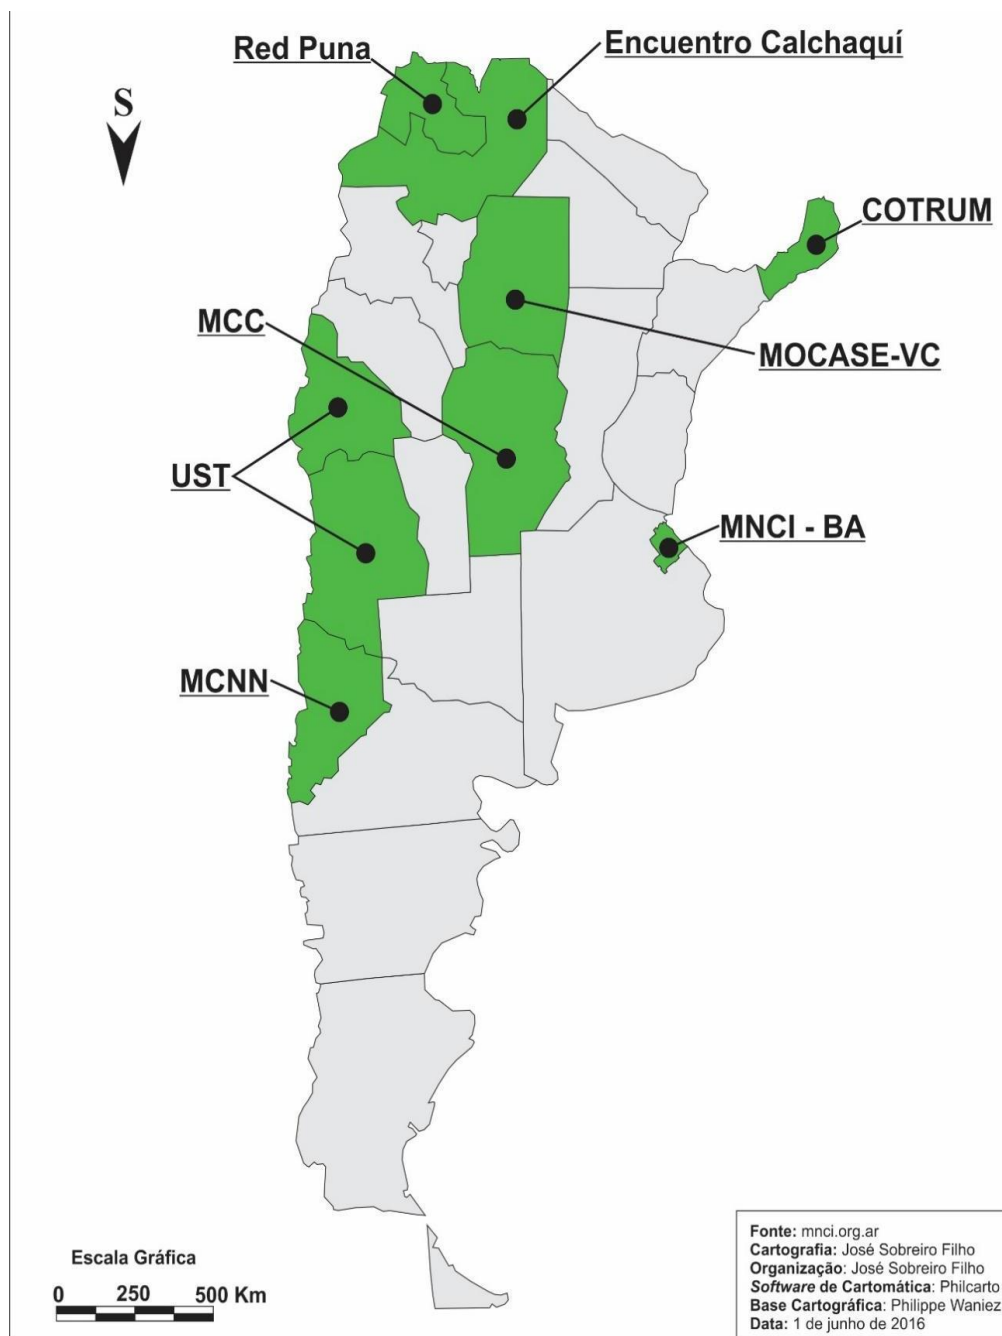 Red Puna
Encuentro Calchaquí
S
COTRUM
MCC
MOCASE-VC
UST
MNCI - BA
MCNN
Escala Gráfica
0 250 500 Km
Fonte: mnci.org.ar
Cartografia: José Sobreiro Filho
Organização: José Sobreiro Filho
Software de Cartomática: Philcarto
Base Cartográfica: Philippe Waniez
Data: 1 de junho de 2016